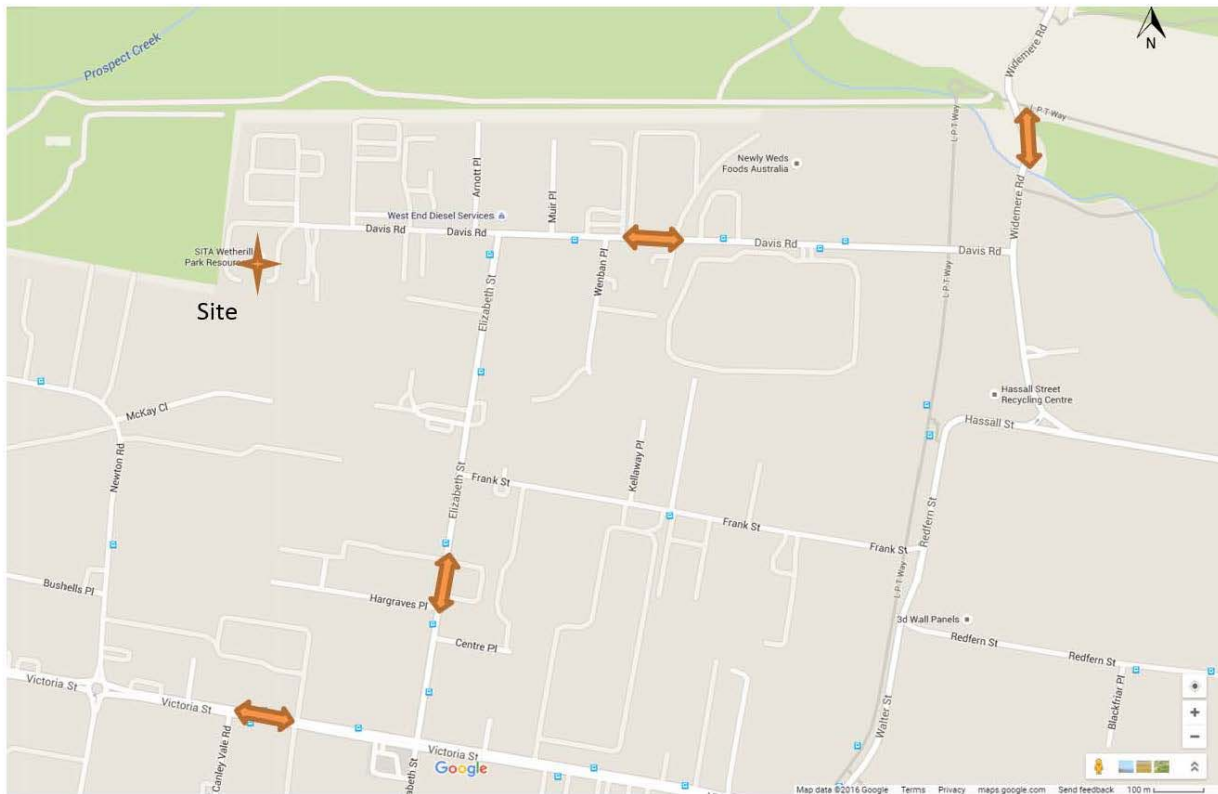 Prospect Creek
Widemere Rd
N
L-P-T Way
L-P-T Way
Newly Weds
Foods Australia
Arnott Pl
Muir Pl
West End Diesel Services
Widemere Rd
Davis Rd
Davis Rd
Davis Rd
Davis Rd
SITA Wetherill
Park Resour
Site
Wenban Pl
Elizabeth St
L-P-T Way
Hassall Street
Recycling Centre
McKay Cl
Hassall St
Newton Rd
Kellaway Pl
Elizabeth St
Frank St
Frank St
Frank St
Redfern St
L-P-T Way
Bushells Pl
Hargraves Pl
3d Wall Panels
Centre Pl
Redfern St
Redfern St
Victoria St
Victoria St
Blackfriar Pl
Walter St
Canley Vale Rd
Victoria St
Google
Map data ©2016 Google Terms Privacy maps.google.com Send feedback 100 m